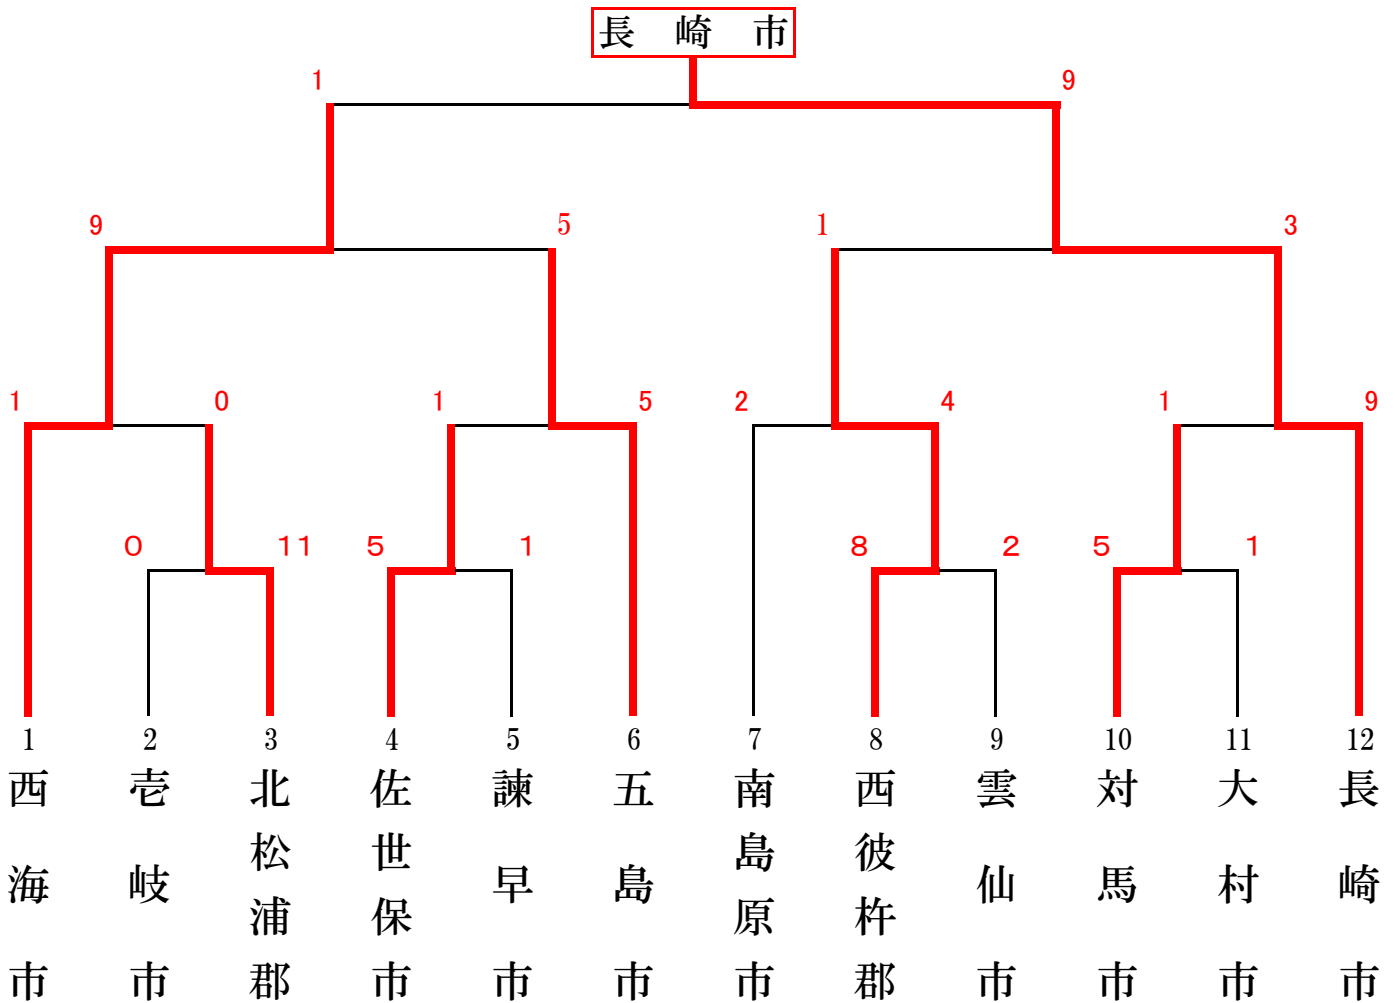 長崎市
1 9
9 5 1 3
1 0 1 5 2 4 1 9
0 11 5 1 8 2 5 1
1 2 3 4 5 6 7 8 9 10 11 12
西海市
壱岐市
北松浦郡
佐世保市
諫早市
五島市
南島原市
西彼杵郡
雲仙市
対馬市
大村市
長崎市